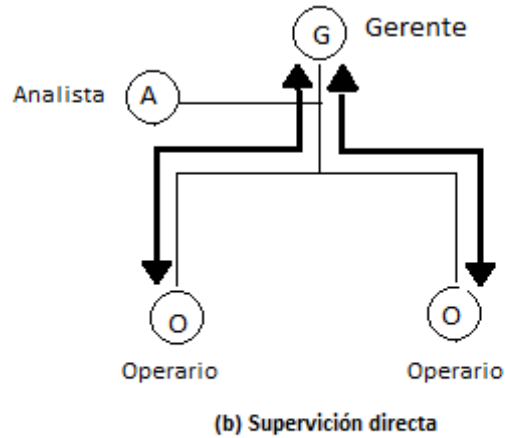 G Gerente
Analista A
O O
Operario Operario
(b) Supervición directa